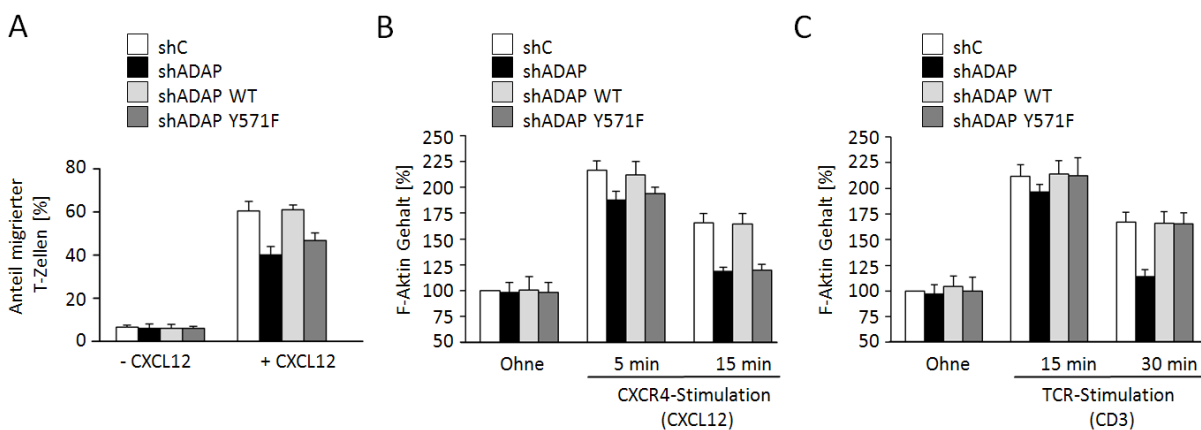 A
shC
shADAP
shADAP WT
shADAP Y571F
Anteil migrierter
T-Zellen [%]
80
60
40
20
0
- CXCL12
+ CXCL12
B
shC
shADAP
shADAP WT
shADAP Y571F
F-Aktin Gehalt [%]
250
225
200
175
150
125
100
75
50
Ohne
5 min
15 min
CXCR4-Stimulation
(CXCL12)
C
shC
shADAP
shADAP WT
shADAP Y571F
F-Aktin Gehalt [%]
250
225
200
175
150
125
100
75
50
Ohne
15 min
30 min
TCR-Stimulation
(CD3)